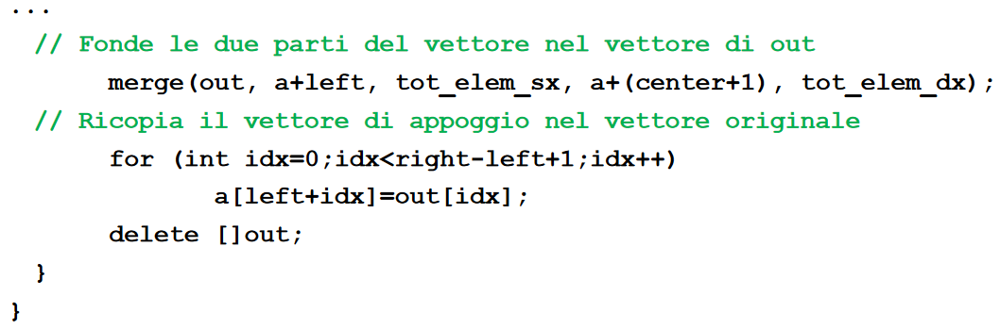 ...
// Fonde le due parti del vettore nel vettore di out
merge(out, a+left, tot_elem_sx, a+(center+1), tot_elem_dx);
// Ricopia il vettore di appoggio nel vettore originale
for (int idx=0;idx<right-left+1;idx++)
a[left+idx]=out[idx];
delete []out;
}
}